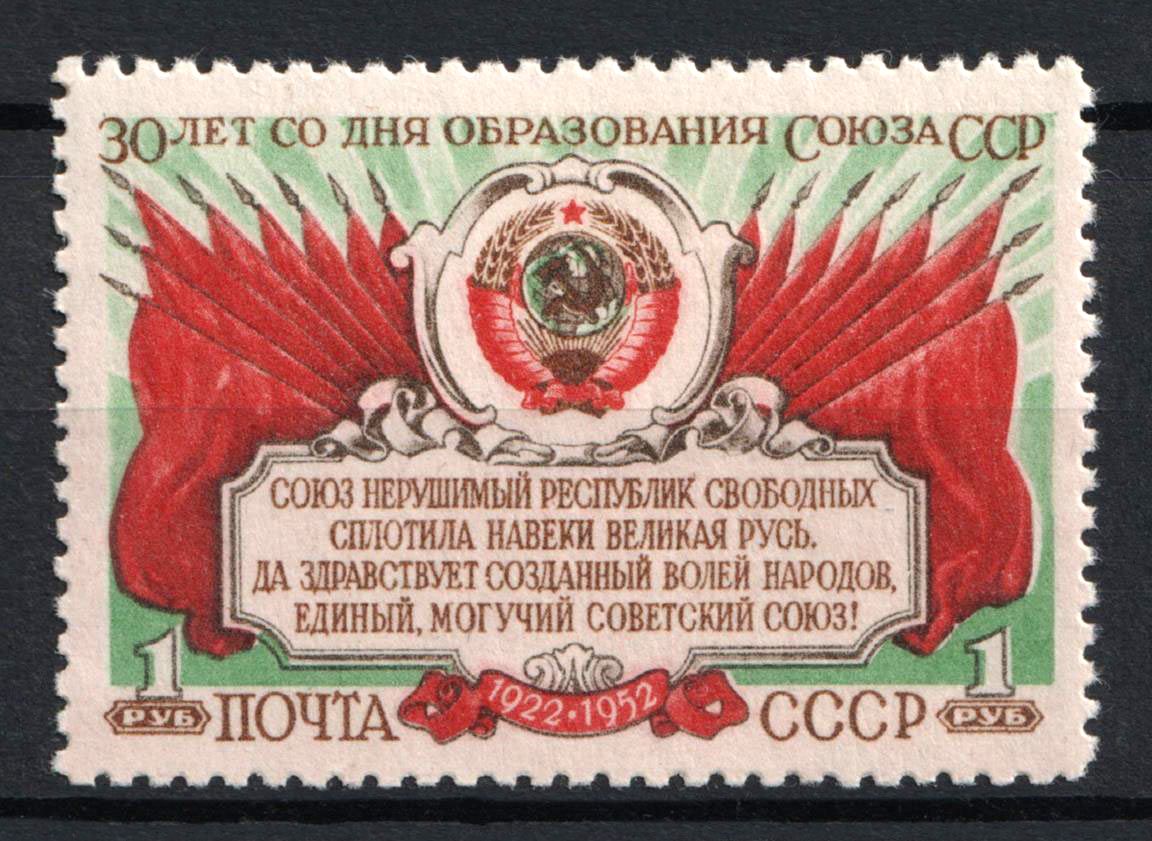 30 ЛЕТ СО ДНЯ ОБРАЗОВАНИЯ СОЮЗА ССР
СОЮЗ НЕРУШИМЫЙ РЕСПУБЛИК СВОБОДНЫХ
СПЛОТИЛА НАВЕКИ ВЕЛИКАЯ РУСЬ.
ДА ЗДРАВСТВУЕТ СОЗДАННЫЙ ВОЛЕЙ НАРОДОВ,
ЕДИНЫЙ, МОГУЧИЙ СОВЕТСКИЙ СОЮЗ!
1 РУБ
ПОЧТА
1922·1952
СССР
1 РУБ